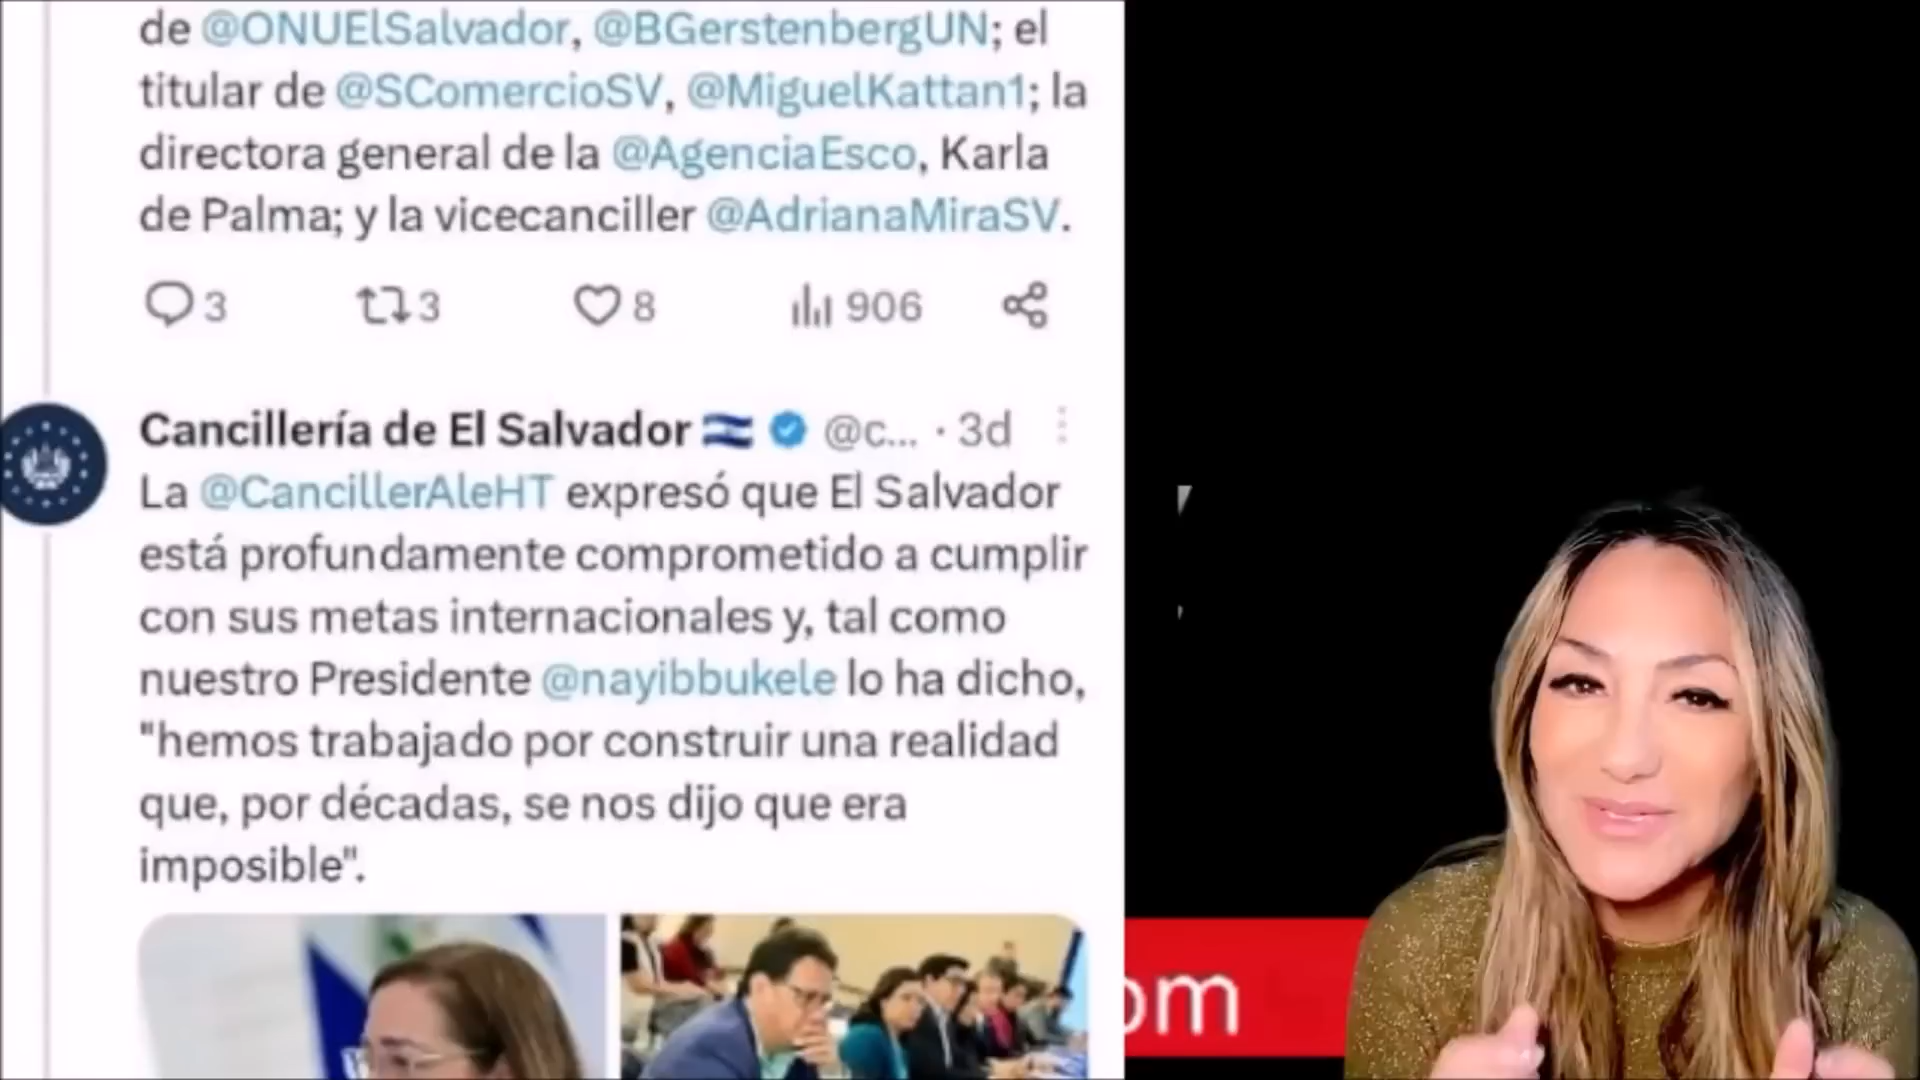 de @ONUElSalvador, @BGerstenbergUN; el
titular de @SComercioSV, @MiguelKattan1; la
directora general de la @AgenciaEsco, Karla
de Palma; y la vicecanciller @AdrianaMiraSV.
3 3 8 906
Cancillería de El Salvador @c... · 3d
La @CancillerAleHT expresó que El Salvador
está profundamente comprometido a cumplir
con sus metas internacionales y, tal como
nuestro Presidente @nayibbukele lo ha dicho,
"hemos trabajado por construir una realidad
que, por décadas, se nos dijo que era
imposible".
om